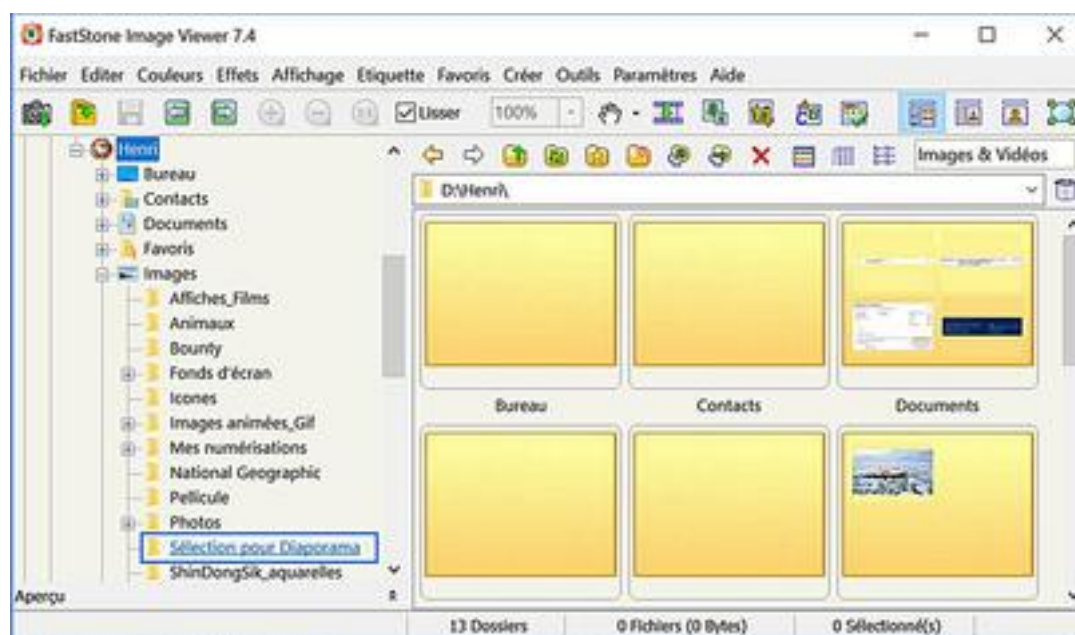 FastStone Image Viewer 7.4
Fichier Editer Couleurs Effets Affichage Etiquette Favoris Créer Outils Paramètres Aide
Lisser 100%
Henri
Bureau
Contacts
Documents
Favoris
Images
Affiches_Films
Animaux
Bounty
Fonds d'écran
Icones
Images animées_Gif
Mes numérisations
National Geographic
Pellicule
Photos
Sélection pour Diaporama
ShinDongSik_aquarelles
Aperçu
Images & Vidéos
D:\Henri\
Bureau Contacts Documents
13 Dossiers 0 Fichiers (0 Bytes) 0 Sélectionné(s)